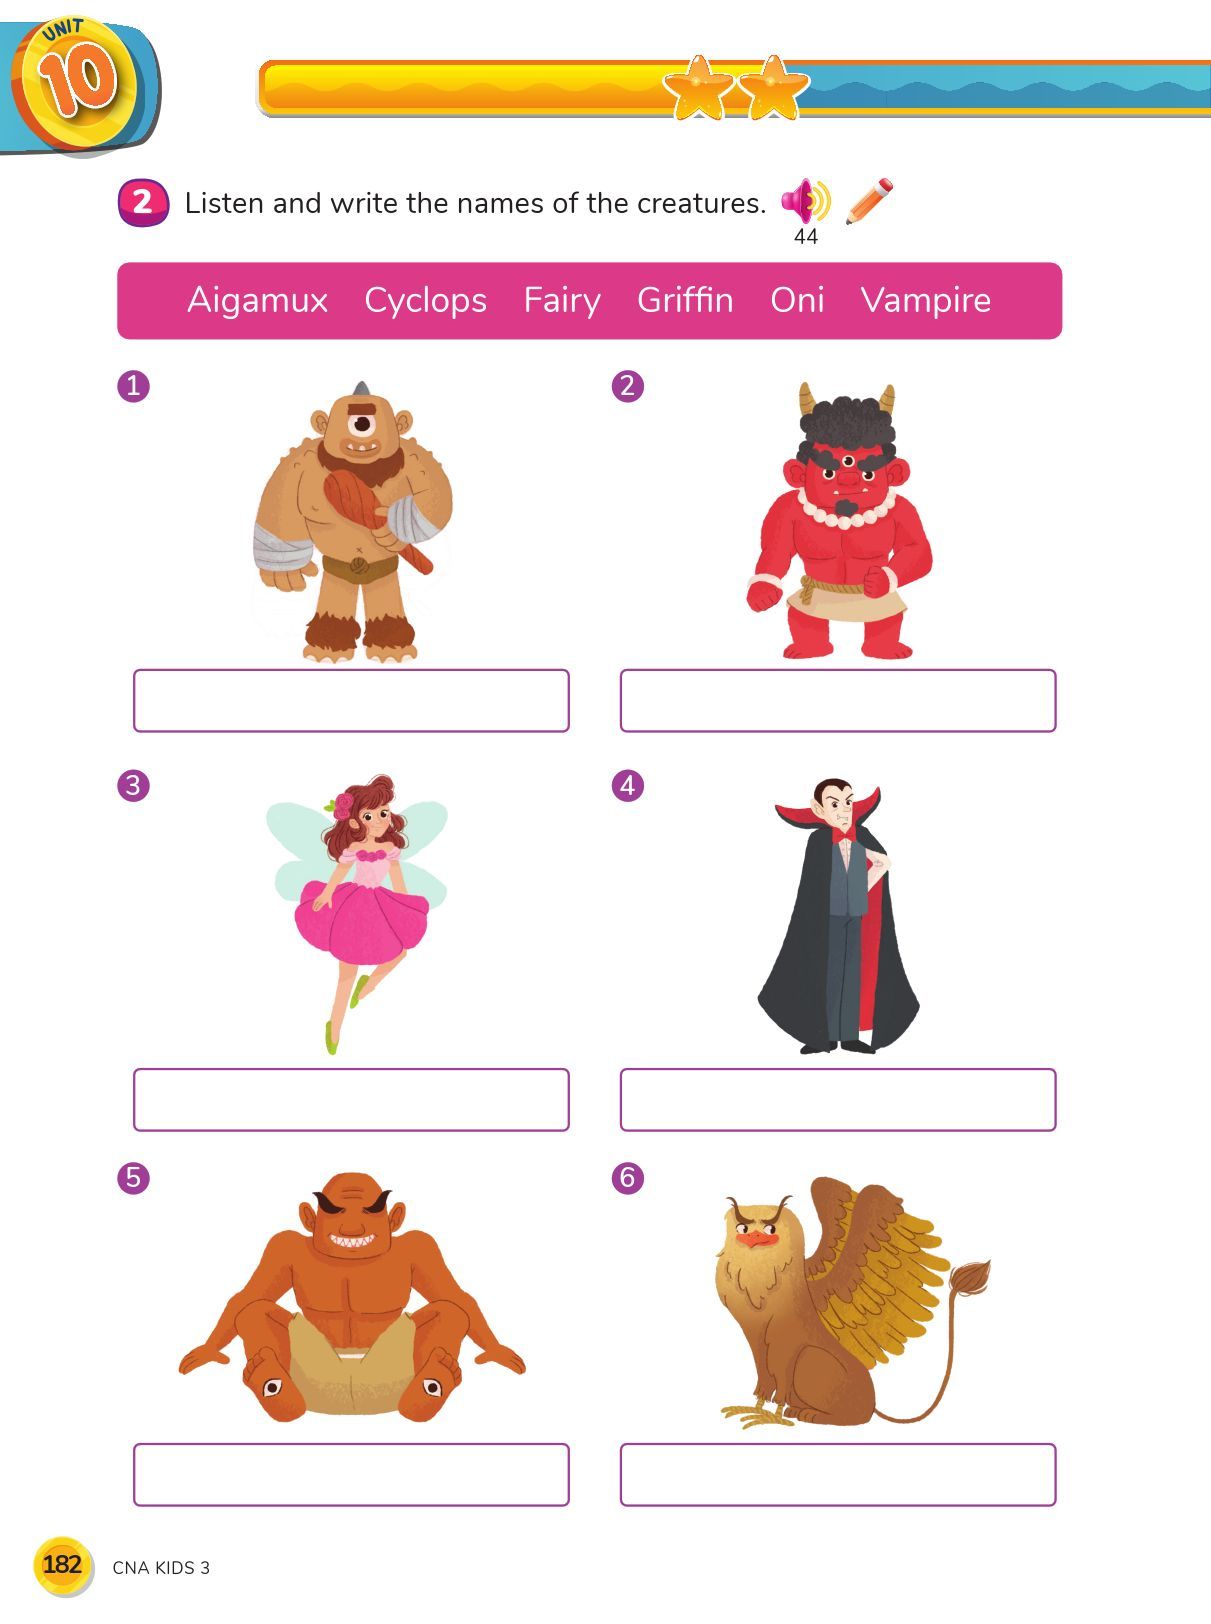 UNIT
10
2 Listen and write the names of the creatures.
44
Aigamux Cyclops Fairy Griffin Oni Vampire
1
2
3
4
5
6
182 CNA KIDS 3